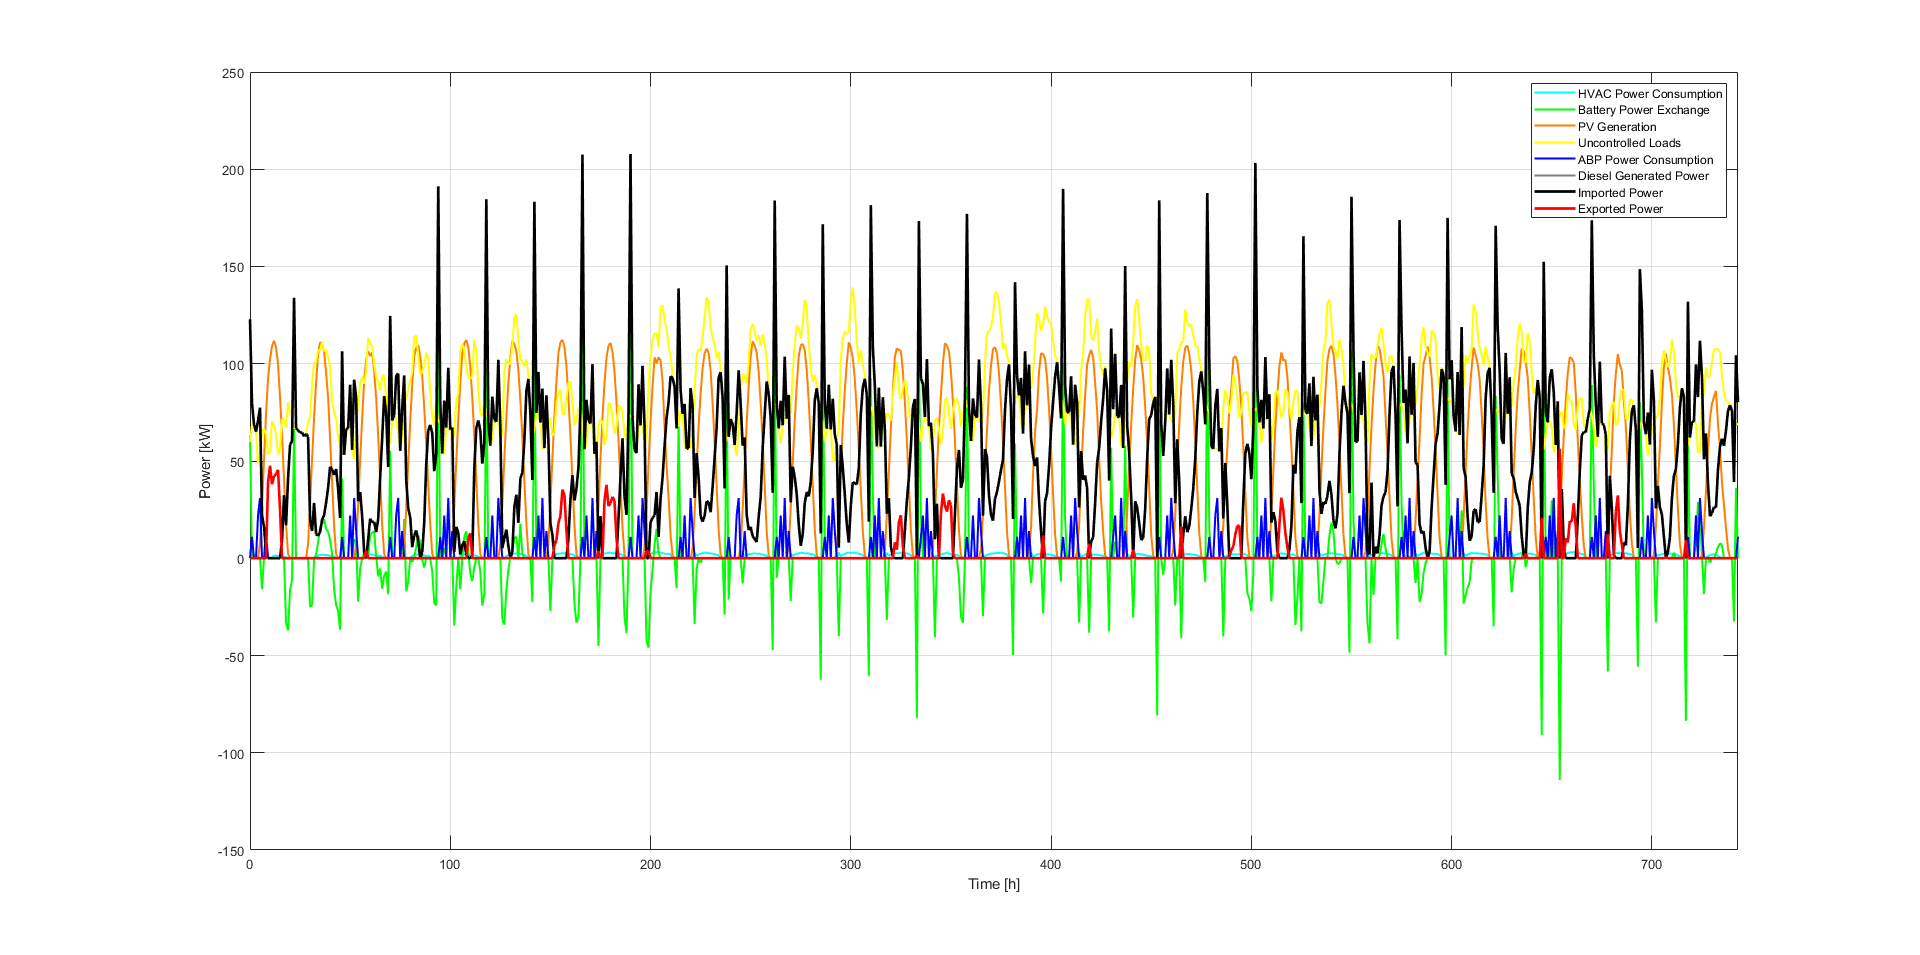 250
200
150
100
50
0
-50
-100
-150
Power [kW]
0 100 200 300 400 500 600 700
Time [h]
HVAC Power Consumption
Battery Power Exchange
PV Generation
Uncontrolled Loads
ABP Power Consumption
Diesel Generated Power
Imported Power
Exported Power